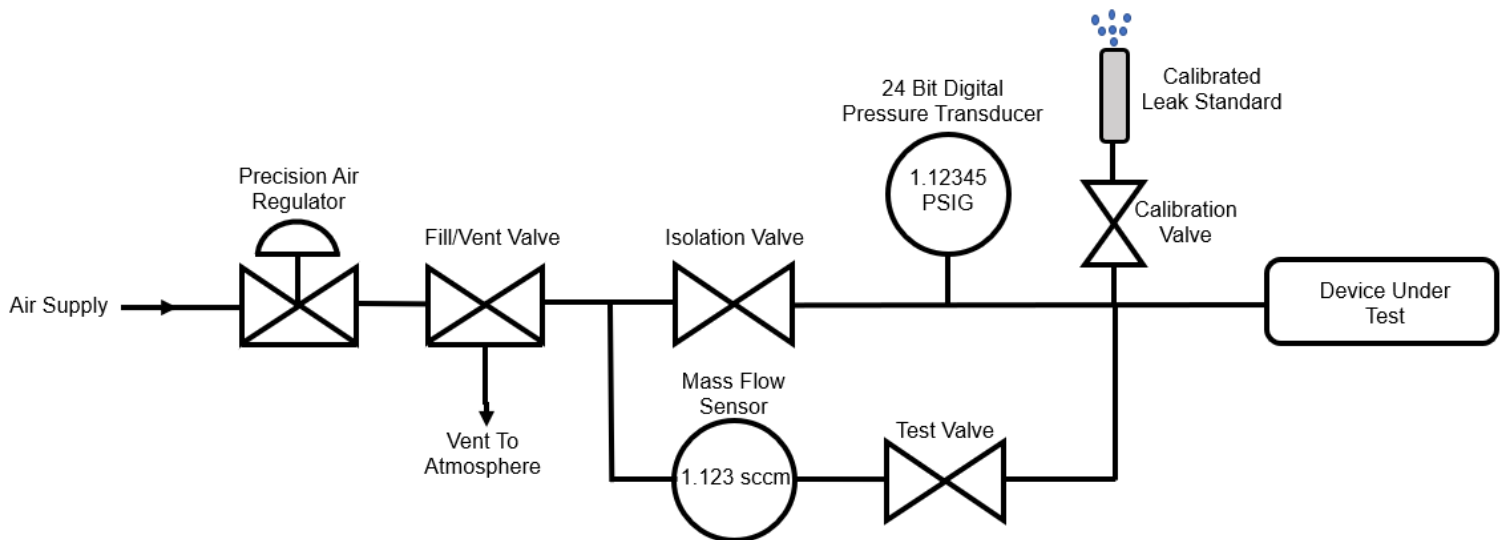 24 Bit Digital
Pressure Transducer
Calibrated
Leak Standard
Precision Air
Regulator
1.12345
PSIG
Calibration
Valve
Fill/Vent Valve
Isolation Valve
Air Supply
Device Under
Test
Mass Flow
Sensor
Vent To
Atmosphere
Test Valve
1.123 sccm